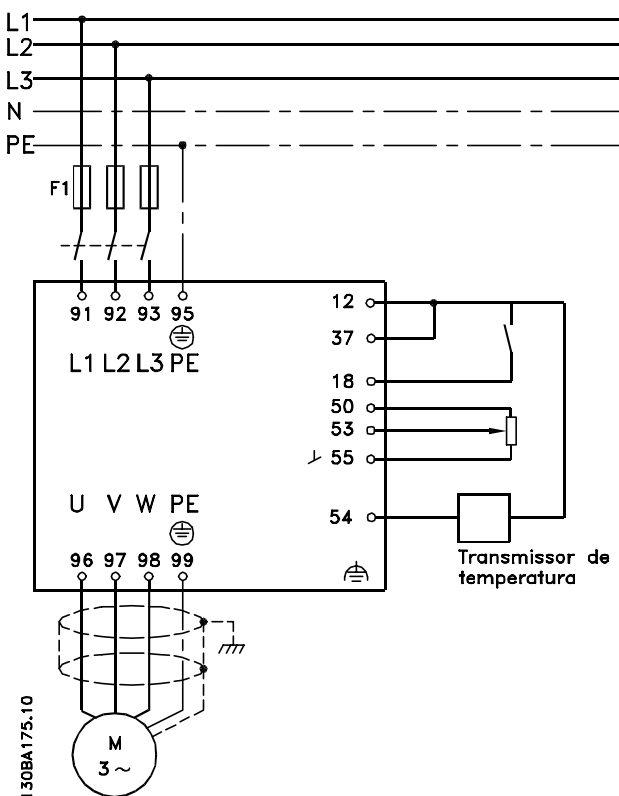 L1
L2
L3
N
PE
F1
91 92 93 95
L1 L2 L3 PE
12
37
18
50
53
55
54
U V W PE
96 97 98 99
Transmissor de
temperatura
M
3 ~
130BA175.10